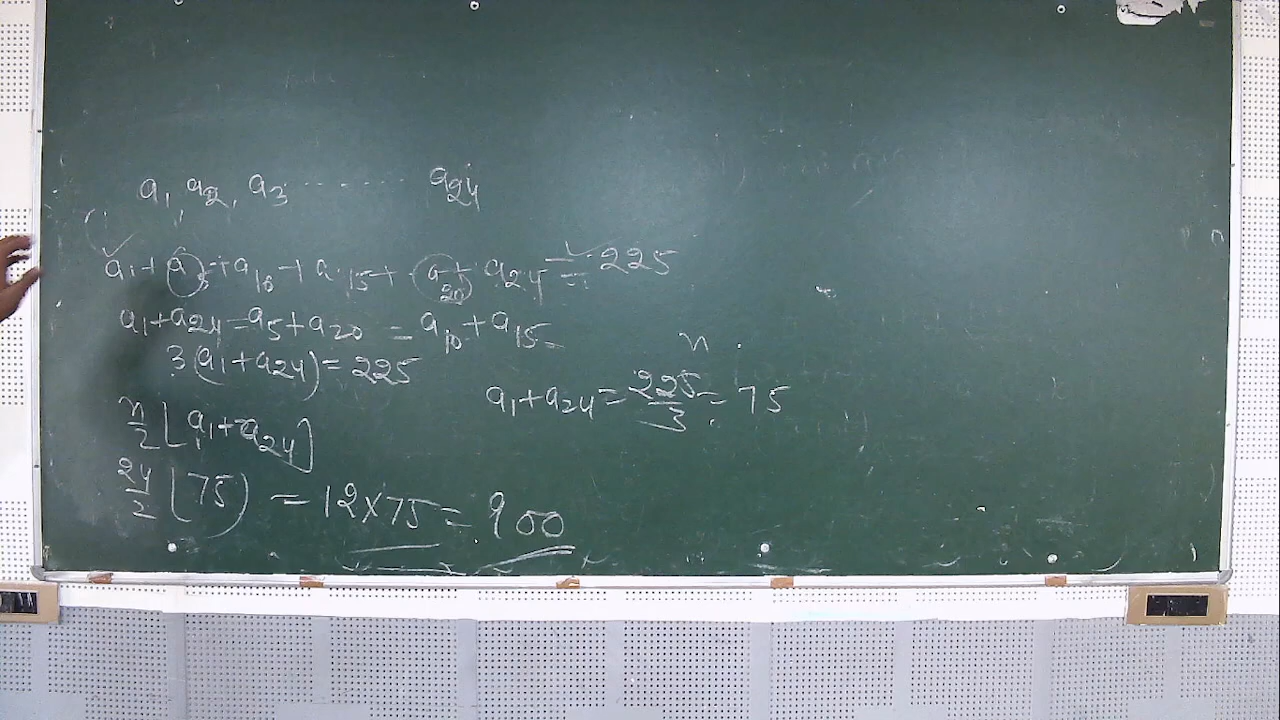 a1, a2, a3 ....... a24
a1 + a5 + a10 + a15 + a20 + a24 = 225
a1 + a24 = a5 + a20 = a10 + a15
3(a1 + a24) = 225
n
a1 + a24 = 225/3 = 75
n/2 [a1 + a24]
24/2 (75) = 12 × 75 = 900
n